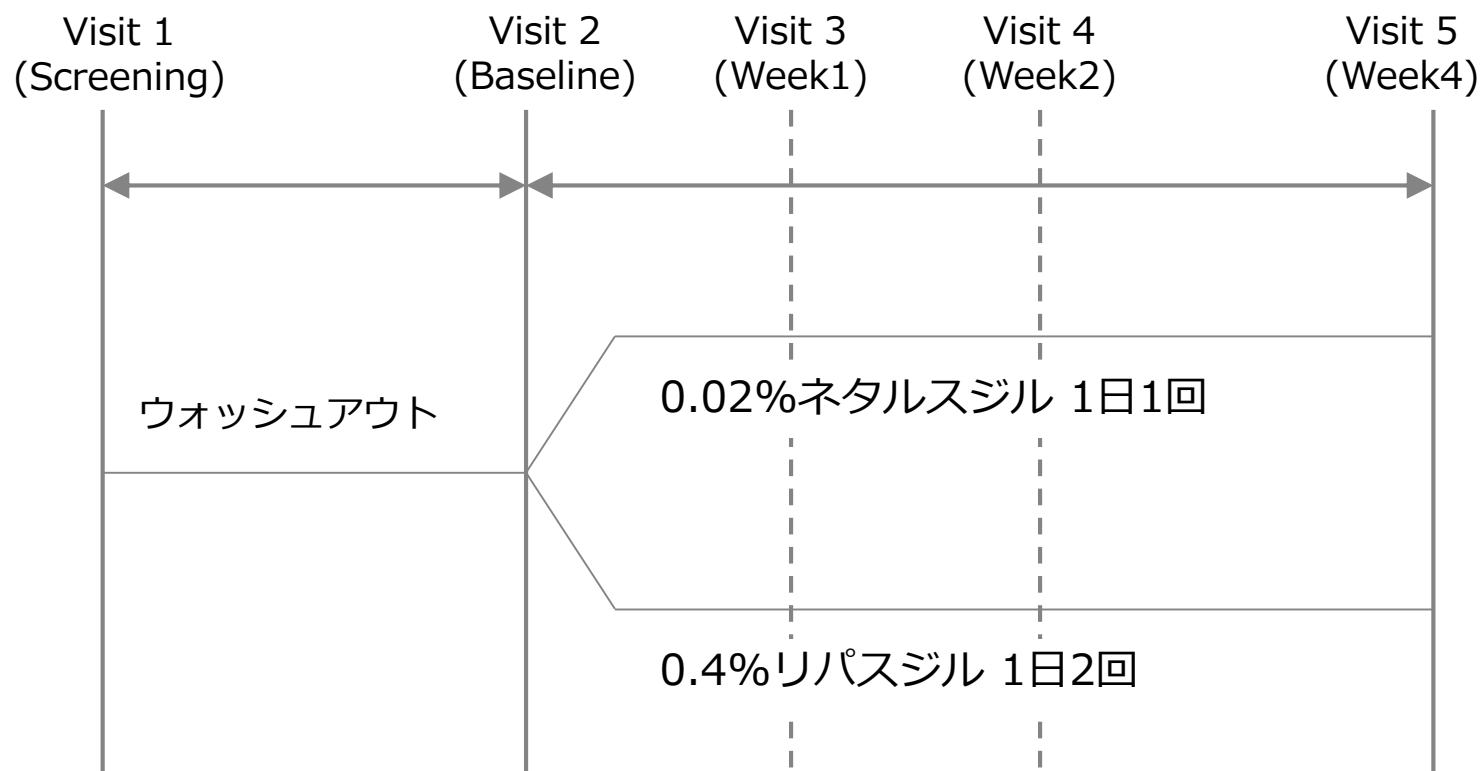 Visit 1
(Screening)
Visit 2
(Baseline)
Visit 3
(Week1)
Visit 4
(Week2)
Visit 5
(Week4)
ウォッシュアウト
0.02%ネタルスジル 1日1回
0.4%リパスジル 1日2回